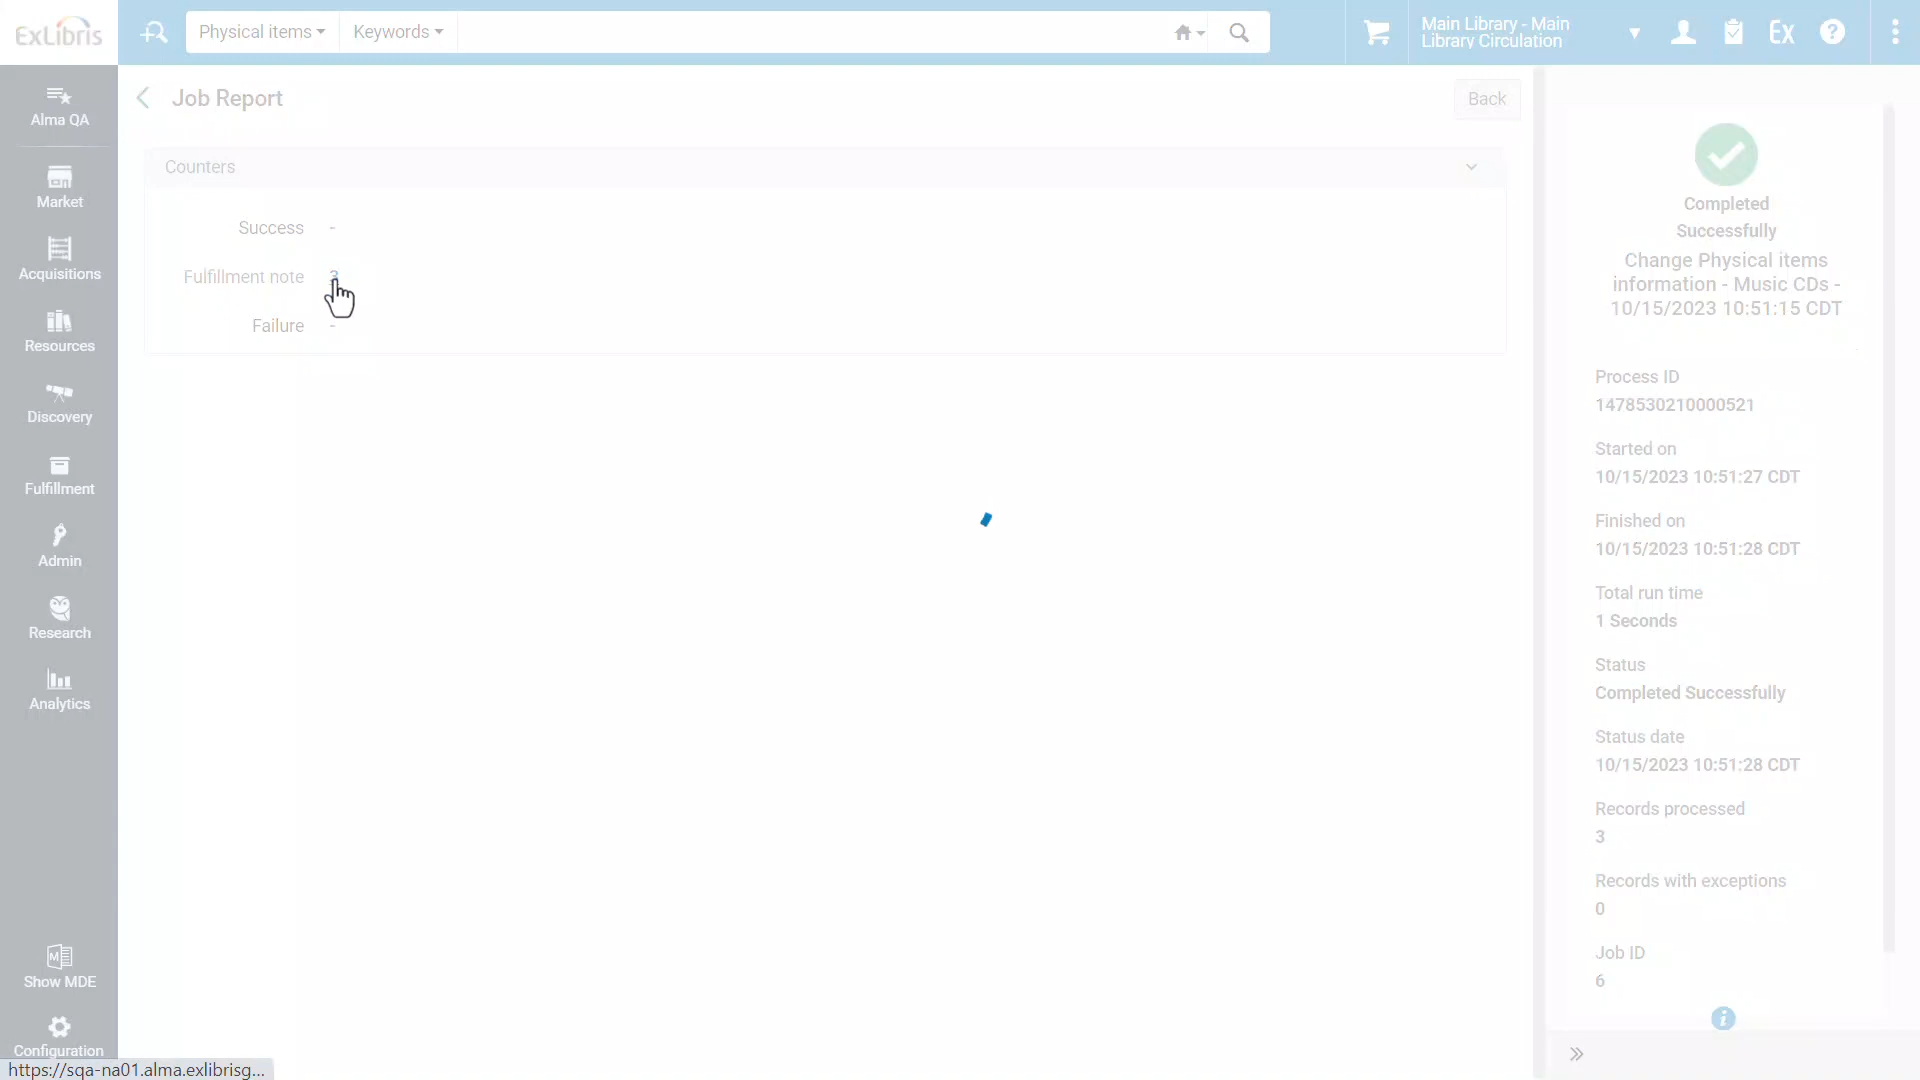 ExLibris
Physical items
Keywords
Main Library - Main
Library Circulation
Ex
?
Alma QA
Market
Acquisitions
Resources
Discovery
Fulfillment
Admin
Research
Analytics
Show MDE
Configuration
https://sqa-na01.alma.exlibrisg...
Job Report
Back
Counters
Success -
Fulfillment note 3
Failure -
Completed
Successfully
Change Physical items
information - Music CDs -
10/15/2023 10:51:15 CDT
Process ID
1478530210000521
Started on
10/15/2023 10:51:27 CDT
Finished on
10/15/2023 10:51:28 CDT
Total run time
1 Seconds
Status
Completed Successfully
Status date
10/15/2023 10:51:28 CDT
Records processed
3
Records with exceptions
0
Job ID
6